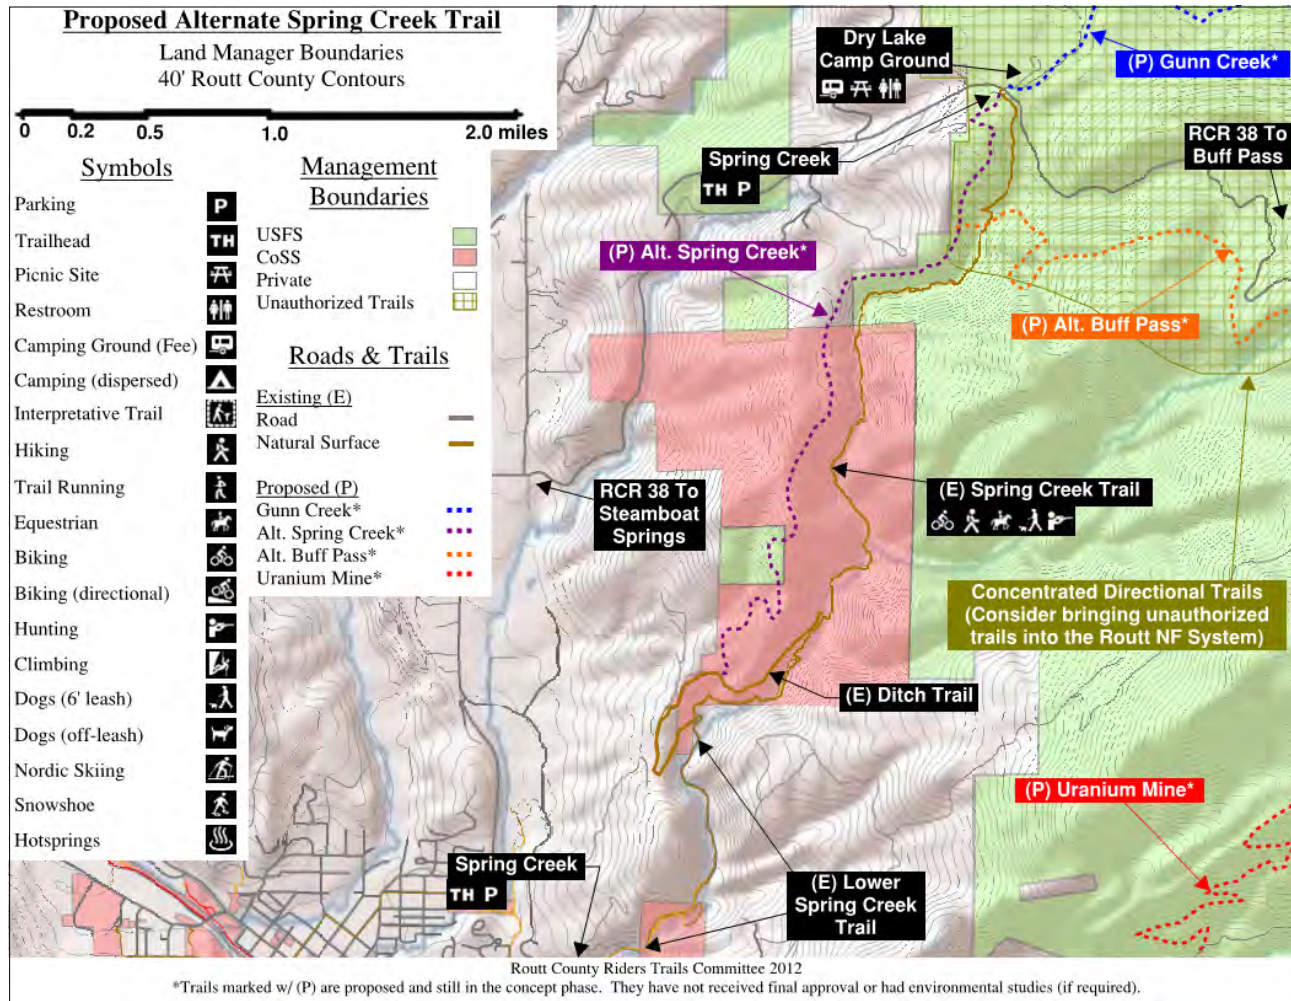 Proposed Alternate Spring Creek Trail
Land Manager Boundaries
40' Routt County Contours
0 0.2 0.5 1.0 2.0 miles
Symbols
Parking
P
Trailhead
TH
Picnic Site
Restroom
Camping Ground (Fee)
Camping (dispersed)
Interpretative Trail
Hiking
Trail Running
Equestrian
Biking
Biking (directional)
Hunting
Climbing
Dogs (6' leash)
Dogs (off-leash)
Nordic Skiing
Snowshoe
Hotsprings
Management
Boundaries
USFS
CoSS
Private
Unauthorized Trails
Roads & Trails
Existing (E)
Road
Natural Surface
Proposed (P)
Gunn Creek*
Alt. Spring Creek*
Alt. Buff Pass*
Uranium Mine*
Dry Lake
Camp Ground
(P) Gunn Creek*
RCR 38 To
Buff Pass
Spring Creek
TH P
(P) Alt. Spring Creek*
(P) Alt. Buff Pass*
RCR 38 To
Steamboat
Springs
(E) Spring Creek Trail
Concentrated Directional Trails
(Consider bringing unauthorized
trails into the Routt NF System)
(E) Ditch Trail
(P) Uranium Mine*
Spring Creek
TH P
(E) Lower
Spring Creek
Trail
Routt County Riders Trails Committee 2012
*Trails marked w/ (P) are proposed and still in the concept phase. They have not received final approval or had environmental studies (if required).